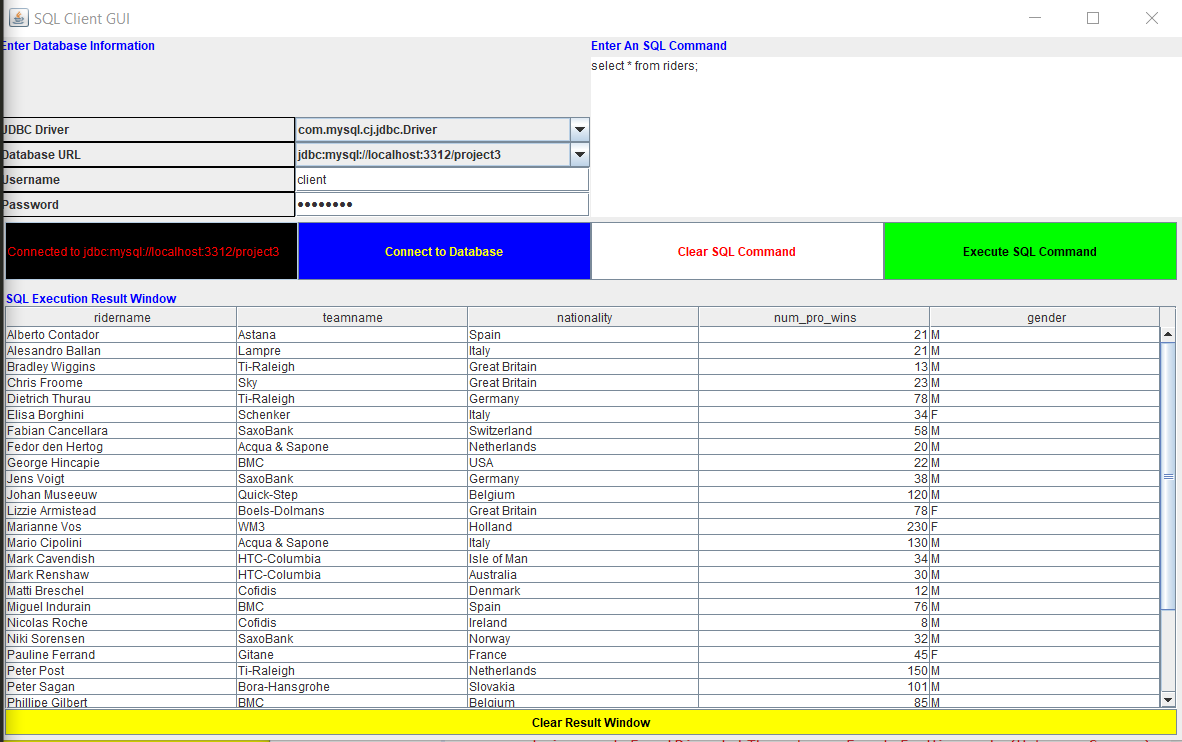 SQL Client GUI
Enter Database Information
Enter An SQL Command
select * from riders;
JDBC Driver com.mysql.cj.jdbc.Driver
Database URL jdbc:mysql://localhost:3312/project3
Username client
Password ••••••••
Connected to jdbc:mysql://localhost:3312/project3 Connect to Database Clear SQL Command Execute SQL Command
SQL Execution Result Window
ridername teamname nationality num_pro_wins gender
Alberto Contador Astana Spain 21 M
Alesandro Ballan Lampre Italy 21 M
Bradley Wiggins Ti-Raleigh Great Britain 13 M
Chris Froome Sky Great Britain 23 M
Dietrich Thurau Ti-Raleigh Germany 78 M
Elisa Borghini Schenker Italy 34 F
Fabian Cancellara SaxoBank Switzerland 58 M
Fedor den Hertog Acqua & Sapone Netherlands 20 M
George Hincapie BMC USA 22 M
Jens Voigt SaxoBank Germany 38 M
Johan Museeuw Quick-Step Belgium 120 M
Lizzie Armistead Boels-Dolmans Great Britain 78 F
Marianne Vos WM3 Holland 230 F
Mario Cipolini Acqua & Sapone Italy 130 M
Mark Cavendish HTC-Columbia Isle of Man 34 M
Mark Renshaw HTC-Columbia Australia 30 M
Matti Breschel Cofidis Denmark 12 M
Miguel Indurain BMC Spain 76 M
Nicolas Roche Cofidis Ireland 8 M
Niki Sorensen SaxoBank Norway 32 M
Pauline Ferrand Gitane France 45 F
Peter Post Ti-Raleigh Netherlands 150 M
Peter Sagan Bora-Hansgrohe Slovakia 101 M
Phillipe Gilbert BMC Belgium 85 M
Clear Result Window